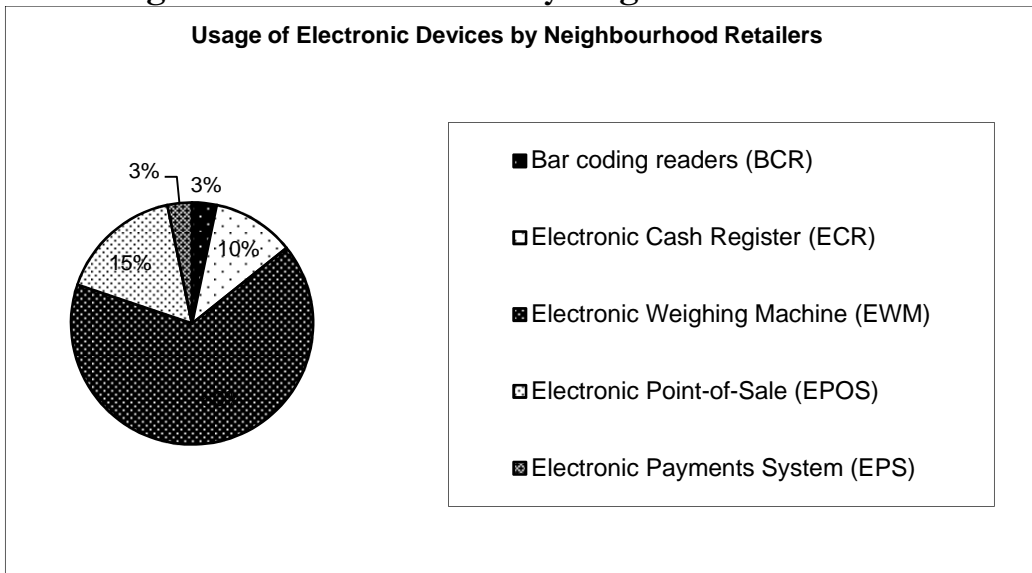 Usage of Electronic Devices by Neighbourhood Retailers
3% 3%
10%
15%
Bar coding readers (BCR)
Electronic Cash Register (ECR)
Electronic Weighing Machine (EWM)
Electronic Point-of-Sale (EPOS)
Electronic Payments System (EPS)